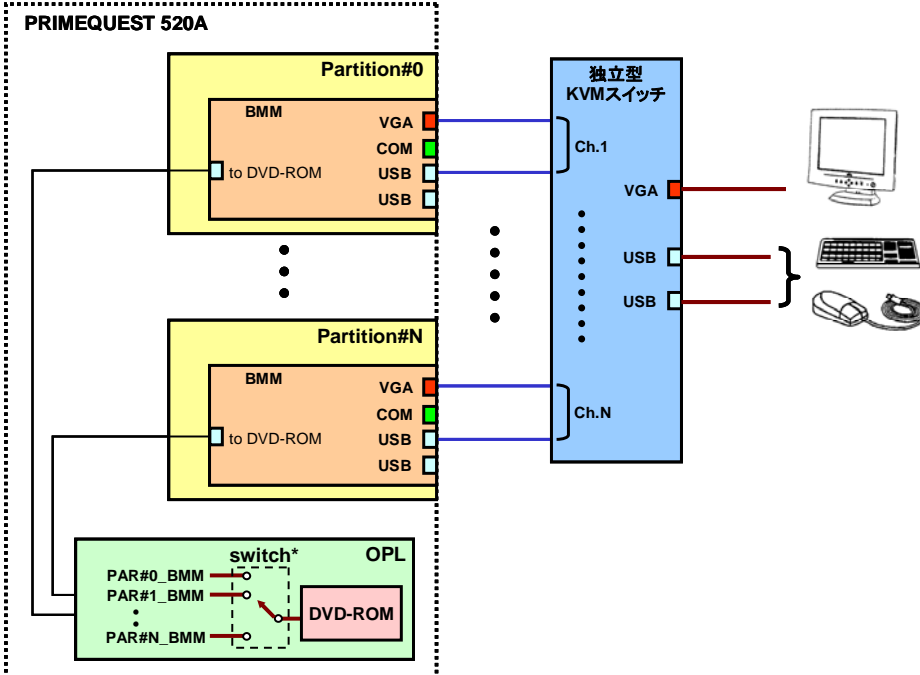 PRIMEQUEST 520A
Partition#0
BMM
VGA
COM
to DVD-ROM
USB
USB
独立型
KVMスイッチ
Ch.1
VGA
USB
USB
Partition#N
BMM
VGA
COM
to DVD-ROM
USB
USB
Ch.N
switch*
OPL
PAR#0_BMM
PAR#1_BMM
PAR#N_BMM
DVD-ROM